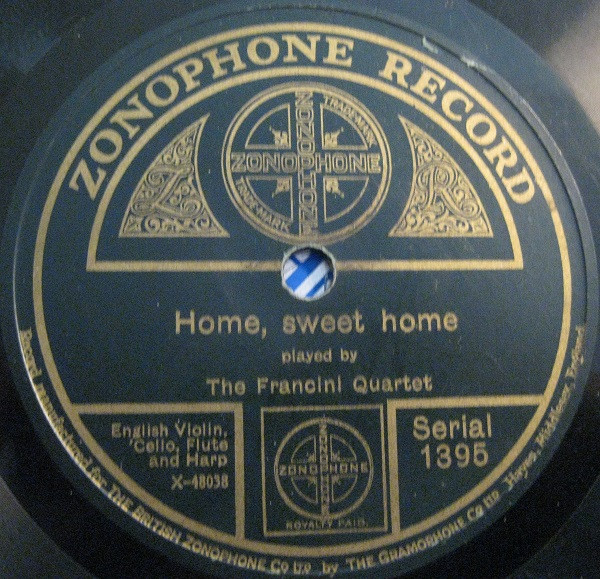 ZONOPHONE RECORD
TRADE-MARK
ZONOPHONE
ZONOPHONE
TRADE-MARK
Home, sweet home
played by
The Francini Quartet
English Violin,
'Cello, Flute
and Harp
X-48038
ZONOPHONE
ZONOPHONE
ROYALTY PAID.
Serial
1395
Record manufactured for THE BRITISH ZONOPHONE Co LTD by THE GRAMOPHONE Co LTD Hayes, Middlesex, England